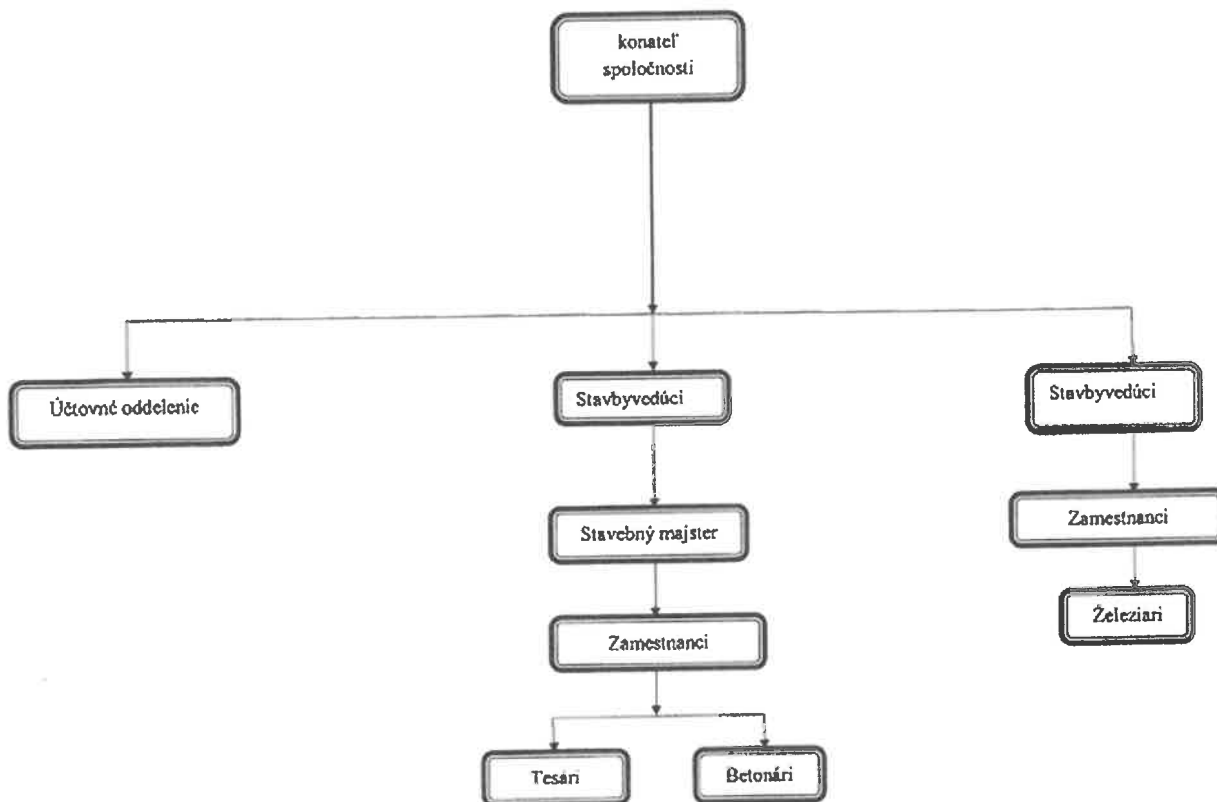 konateľ
spoločnosti
Účtovné oddelenie
Stavbyvedúci
Stavbyvedúci
Stavebný majster
Zamestnanci
Zamestnanci
Železiari
Tesári
Betonári